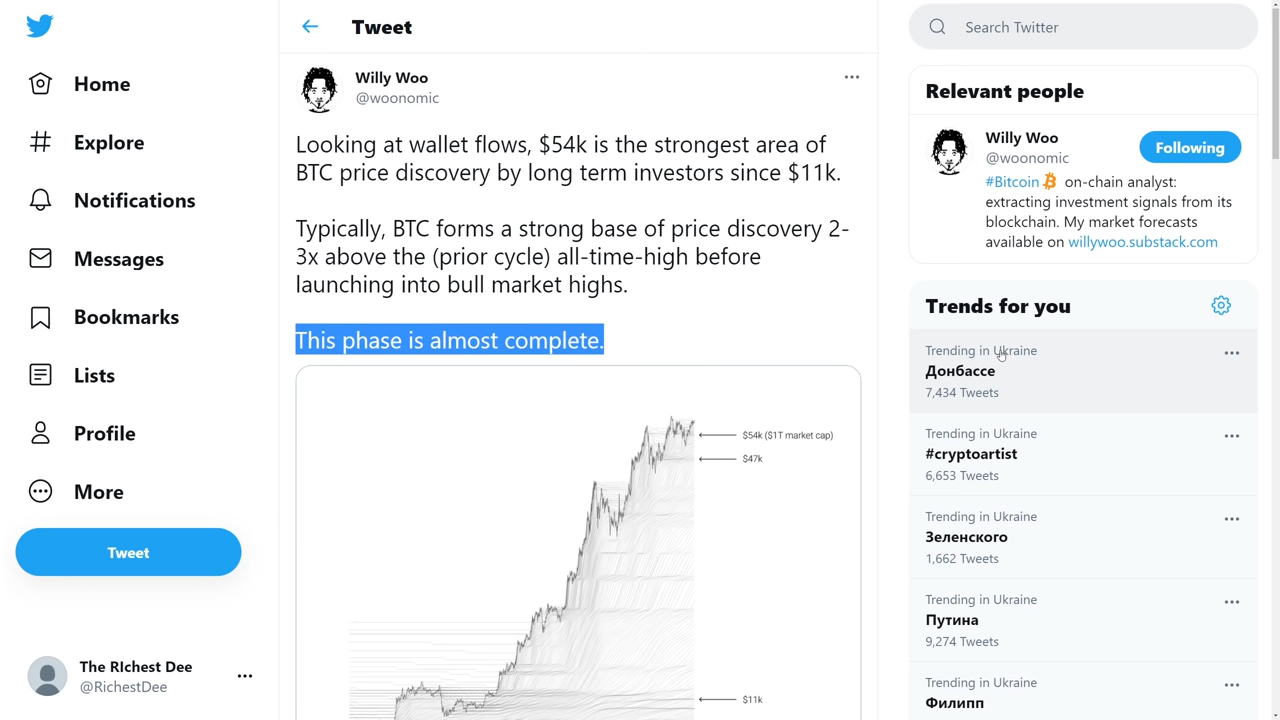 Home
Explore
Notifications
Messages
Bookmarks
Lists
Profile
More
Tweet
The RIchest Dee
@RichestDee
Tweet
Willy Woo
@woonomic
Looking at wallet flows, $54k is the strongest area of
BTC price discovery by long term investors since $11k.
Typically, BTC forms a strong base of price discovery 2-
3x above the (prior cycle) all-time-high before
launching into bull market highs.
This phase is almost complete.
$54k ($1T market cap)
$47k
$11k
Search Twitter
Relevant people
Willy Woo
@woonomic
Following
#Bitcoin on-chain analyst:
extracting investment signals from its
blockchain. My market forecasts
available on willywoo.substack.com
Trends for you
Trending in Ukraine
Донбассе
7,434 Tweets
Trending in Ukraine
#cryptoartist
6,653 Tweets
Trending in Ukraine
Зеленского
1,662 Tweets
Trending in Ukraine
Путина
9,274 Tweets
Trending in Ukraine
Филипп